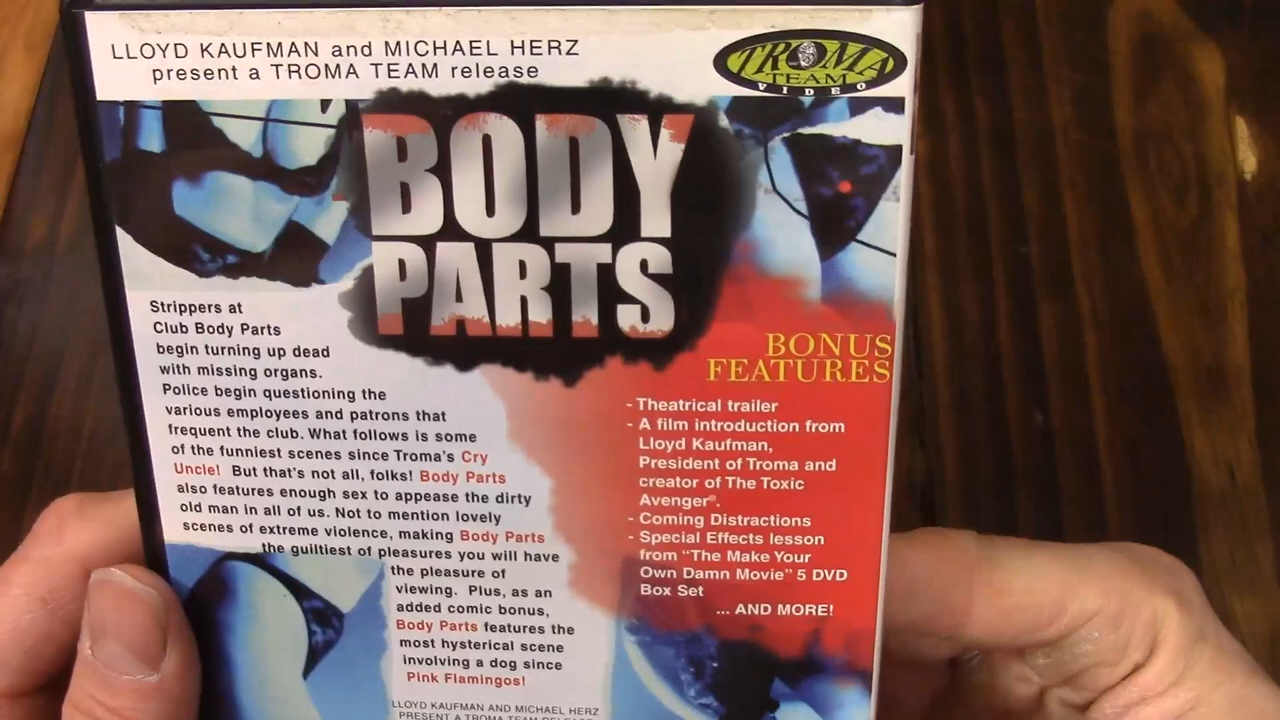 LLOYD KAUFMAN and MICHAEL HERZ
present a TROMA TEAM release
TROMA
TEAM
VIDEO
BODY
PARTS
Strippers at
Club Body Parts
begin turning up dead
with missing organs.
Police begin questioning the
various employees and patrons that
frequent the club. What follows is some
of the funniest scenes since Troma's Cry
Uncle! But that's not all, folks! Body Parts
also features enough sex to appease the dirty
old man in all of us. Not to mention lovely
scenes of extreme violence, making Body Parts
the guiltiest of pleasures you will have
the pleasure of
viewing. Plus, as an
added comic bonus,
Body Parts features the
most hysterical scene
involving a dog since
Pink Flamingos!
BONUS
FEATURES
- Theatrical trailer
- A film introduction from
Lloyd Kaufman,
President of Troma and
creator of The Toxic
Avenger®.
- Coming Distractions
- Special Effects lesson
from "The Make Your
Own Damn Movie" 5 DVD
Box Set
... AND MORE!
LLOYD KAUFMAN AND MICHAEL HERZ
PRESENT A TROMA TEAM RELEASE